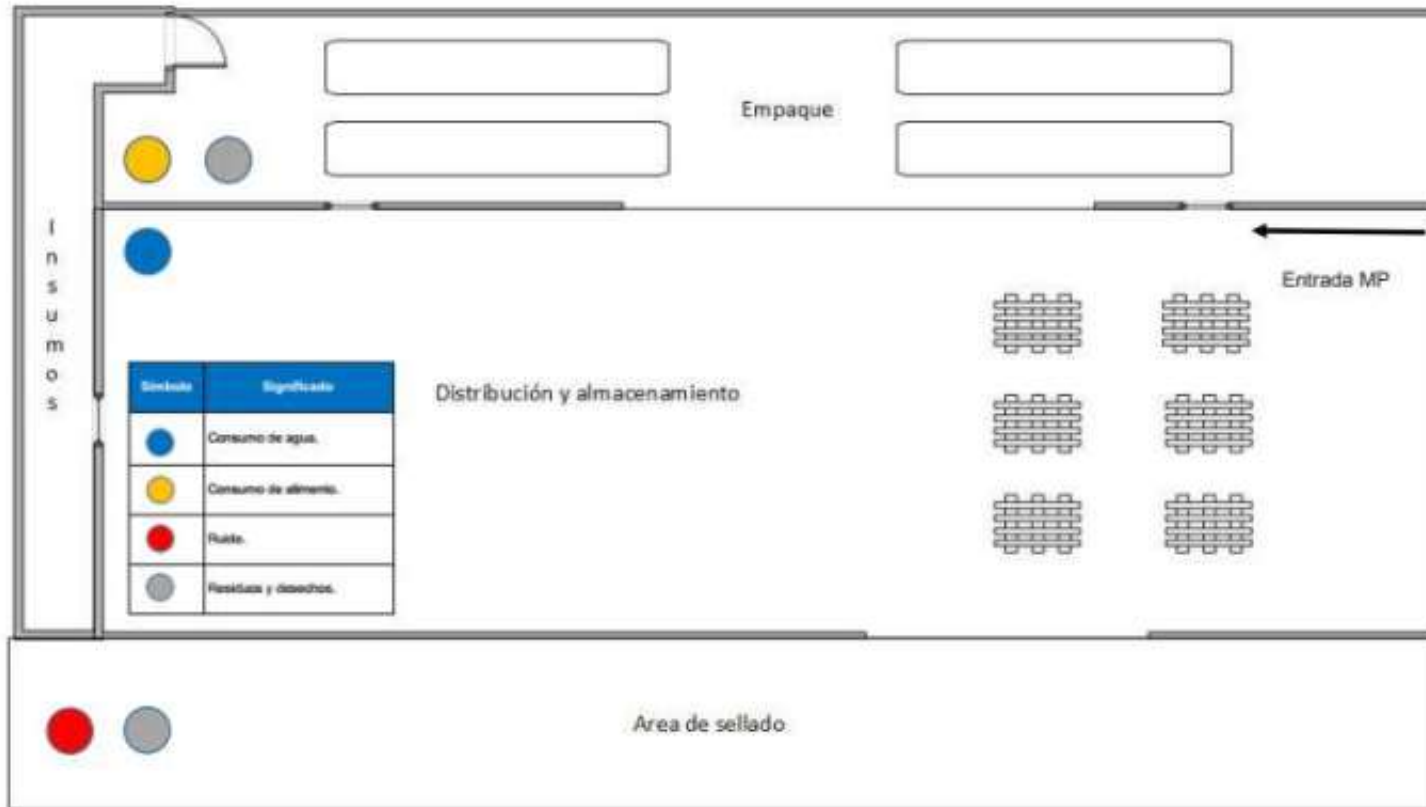 Empaque
Insumos
Entrada MP
Distribución y almacenamiento
Símbolo Significado
Consumo de agua.
Consumo de alimento.
Ruido.
Residuos y desechos.
Area de sellado